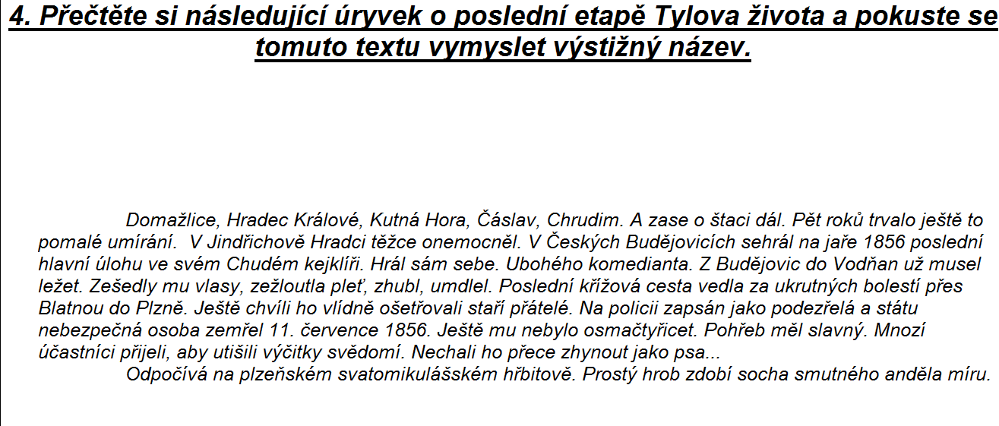 4. Přečtěte si následující úryvek o poslední etapě Tylova života a pokuste se
tomuto textu vymyslet výstižný název.
Domažlice, Hradec Králové, Kutná Hora, Čáslav, Chrudim. A zase o štaci dál. Pět roků trvalo ještě to
pomalé umírání.  V Jindřichově Hradci těžce onemocněl. V Českých Budějovicích sehrál na jaře 1856 poslední
hlavní úlohu ve svém Chudém kejklíři. Hrál sám sebe. Ubohého komedianta. Z Budějovic do Vodňan už musel
ležet. Zešedly mu vlasy, zežloutla pleť, zhubl, umdlel. Poslední křížová cesta vedla za ukrutných bolestí přes
Blatnou do Plzně. Ještě chvíli ho vlídně ošetřovali staří přátelé. Na policii zapsán jako podezřelá a státu
nebezpečná osoba zemřel 11. července 1856. Ještě mu nebylo osmačtyřicet. Pohřeb měl slavný. Mnozí
účastníci přijeli, aby utišili výčitky svědomí. Nechali ho přece zhynout jako psa...
Odpočívá na plzeňském svatomikulášském hřbitově. Prostý hrob zdobí socha smutného anděla míru.